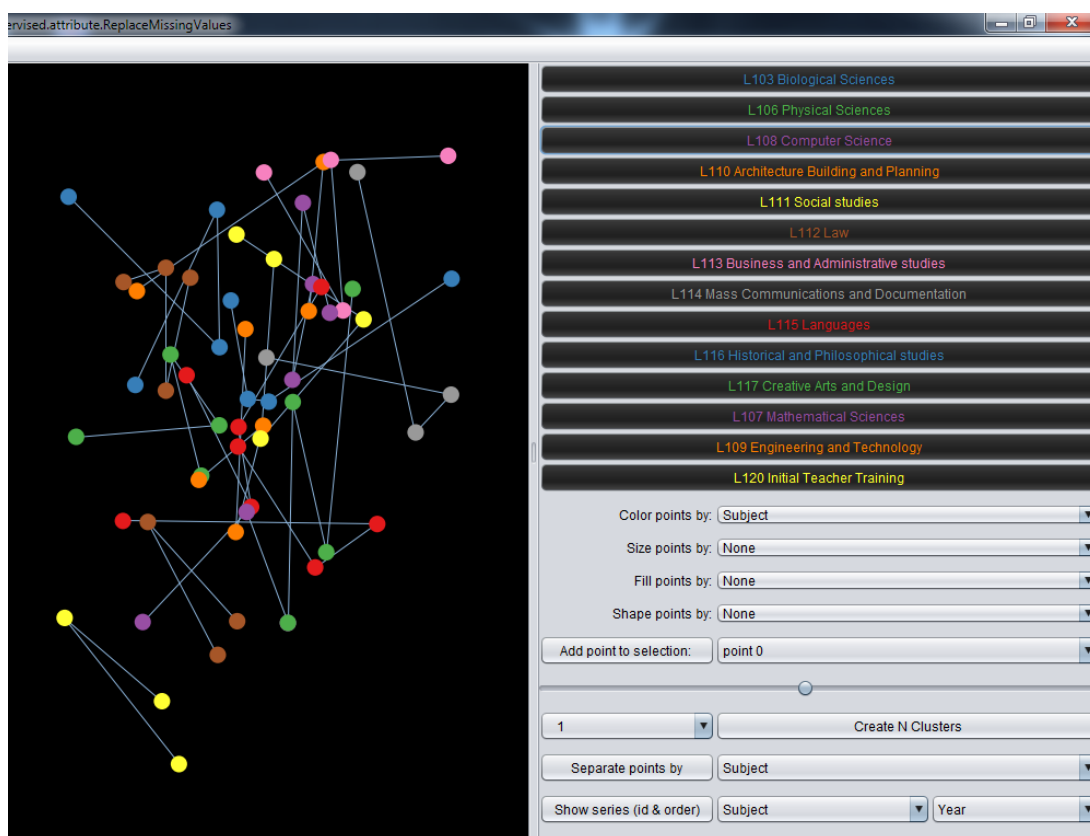 ervised.attribute.ReplaceMissingValues
L103 Biological Sciences
L106 Physical Sciences
L108 Computer Science
L110 Architecture Building and Planning
L111 Social studies
L112 Law
L113 Business and Administrative studies
L114 Mass Communications and Documentation
L115 Languages
L116 Historical and Philosophical studies
L117 Creative Arts and Design
L107 Mathematical Sciences
L109 Engineering and Technology
L120 Initial Teacher Training
Color points by: Subject
Size points by: None
Fill points by: None
Shape points by: None
Add point to selection: point 0
1 Create N Clusters
Separate points by Subject
Show series (id & order) Subject Year